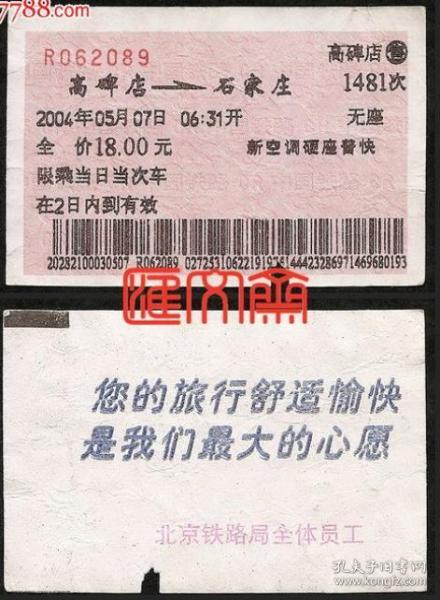 7788.com
R062089
高碑店 售
高碑店 → 石家庄 1481次
2004年05月07日 06:31开 无座
全 价18.00 元 新空调硬座普快
限乘当日当次车
在2日内到有效
20282100030507 R062089
汇文斋
您的旅行舒适愉快
是我们最大的心愿
北京铁路局全体员工
孔夫子旧书网
kongfz.com